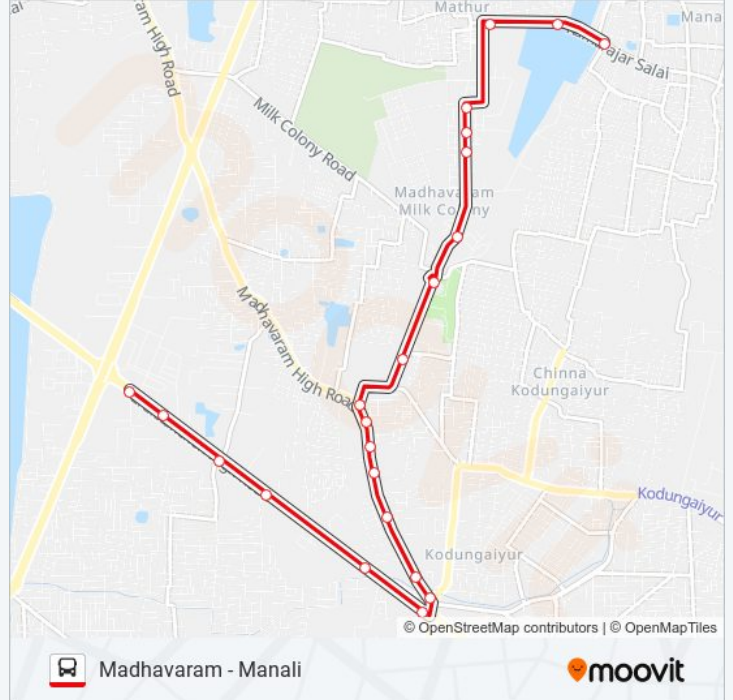 Mathur
Mana
am High Road
Kamarajar Salai
Milk Colony Road
Madhavaram
Milk Colony
Madhavaram High Road
Chinna
Kodungaiyur
Kodungaiyur
Kodungaiyur
© OpenStreetMap contributors | © OpenMapTiles
Madhavaram - Manali
moovit